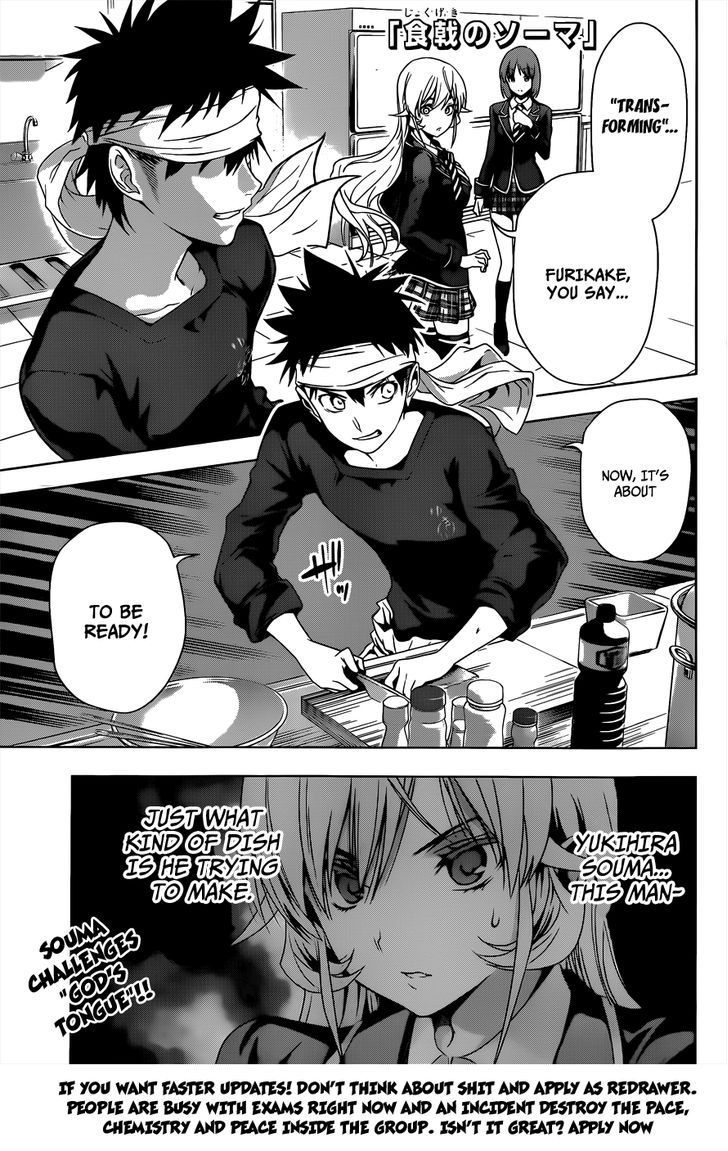 しょくげき
「食戟のソーマ」
"TRANS-
FORMING"...
FURIKAKE,
YOU SAY...
NOW, IT'S
ABOUT
TO BE
READY!
YUKIHIRA
SOUMA...
THIS MAN-
JUST WHAT
KIND OF DISH
IS HE TRYING
TO MAKE.
SOUMA
CHALLENGES
"GOD'S
TONGUE"!!
IF YOU WANT FASTER UPDATES! DON'T THINK ABOUT SHIT AND APPLY AS REDRAWER.
PEOPLE ARE BUSY WITH EXAMS RIGHT NOW AND AN INCIDENT DESTROY THE PACE,
CHEMISTRY AND PEACE INSIDE THE GROUP. ISN'T IT GREAT? APPLY NOW